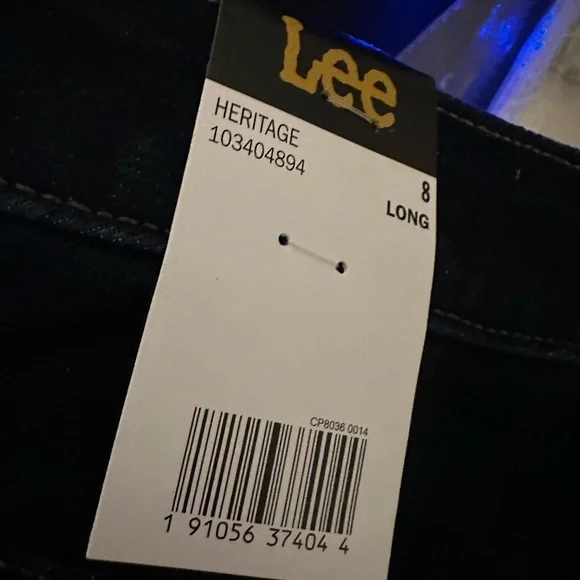 Lee
HERITAGE
103404894
8
LONG
CP8036 0014
1 91056 37404 4